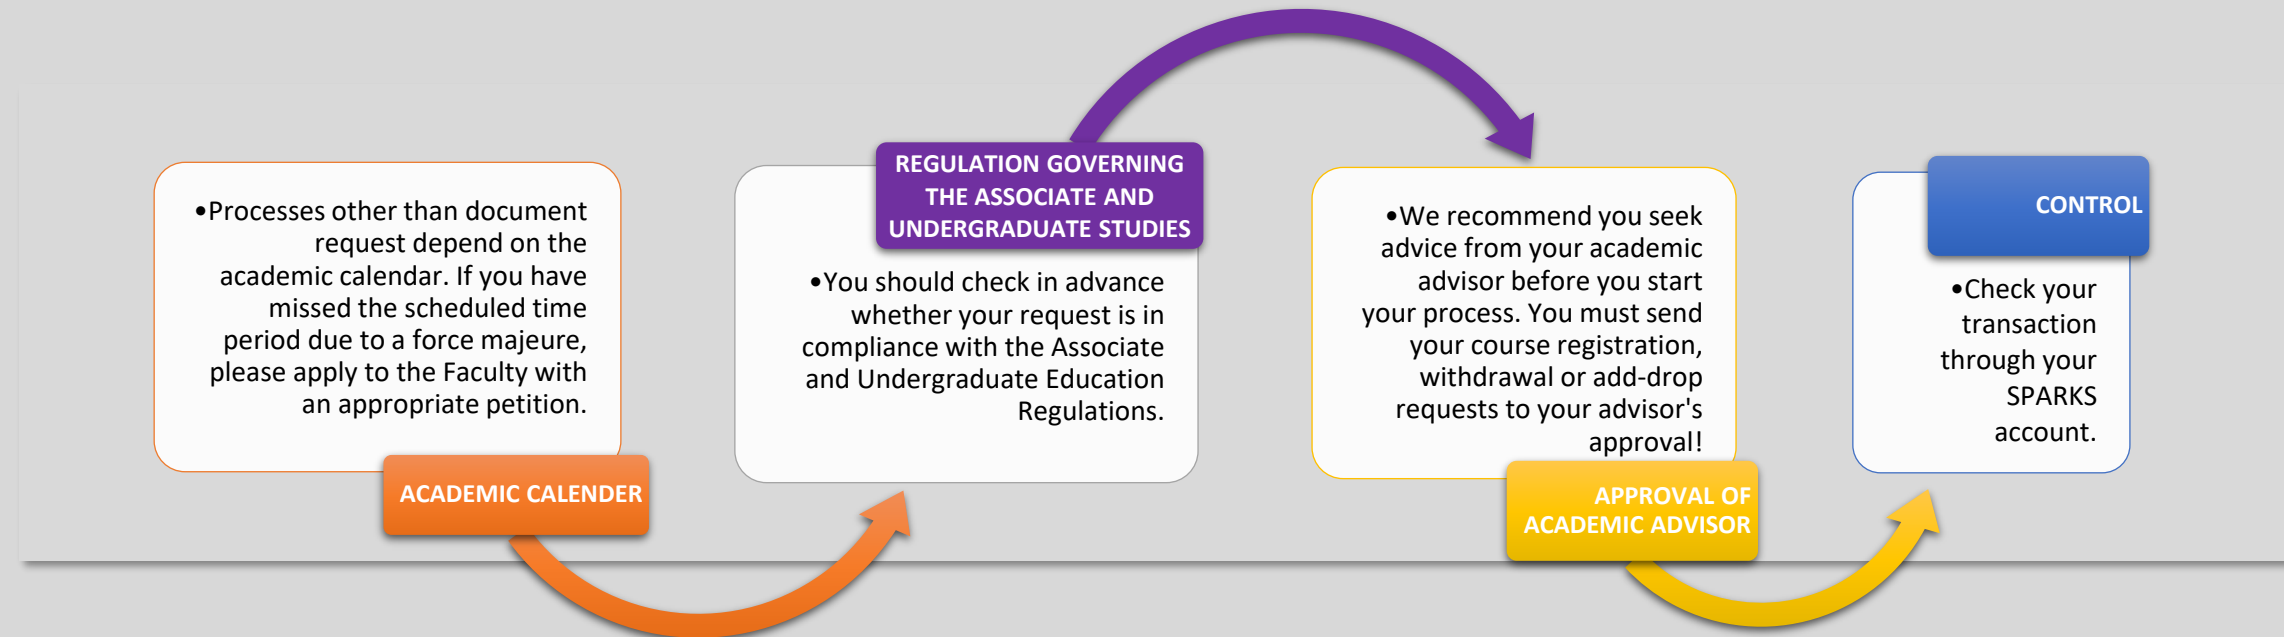 •Processes other than document
request depend on the
academic calendar. If you have
missed the scheduled time
period due to a force majeure,
please apply to the Faculty with
an appropriate petition.
ACADEMIC CALENDER
REGULATION GOVERNING
THE ASSOCIATE AND
UNDERGRADUATE STUDIES
•You should check in advance
whether your request is in
compliance with the Associate
and Undergraduate Education
Regulations.
•We recommend you seek
advice from your academic
advisor before you start
your process. You must send
your course registration,
withdrawal or add-drop
requests to your advisor's
approval!
APPROVAL OF
ACADEMIC ADVISOR
CONTROL
•Check your
transaction
through your
SPARKS
account.